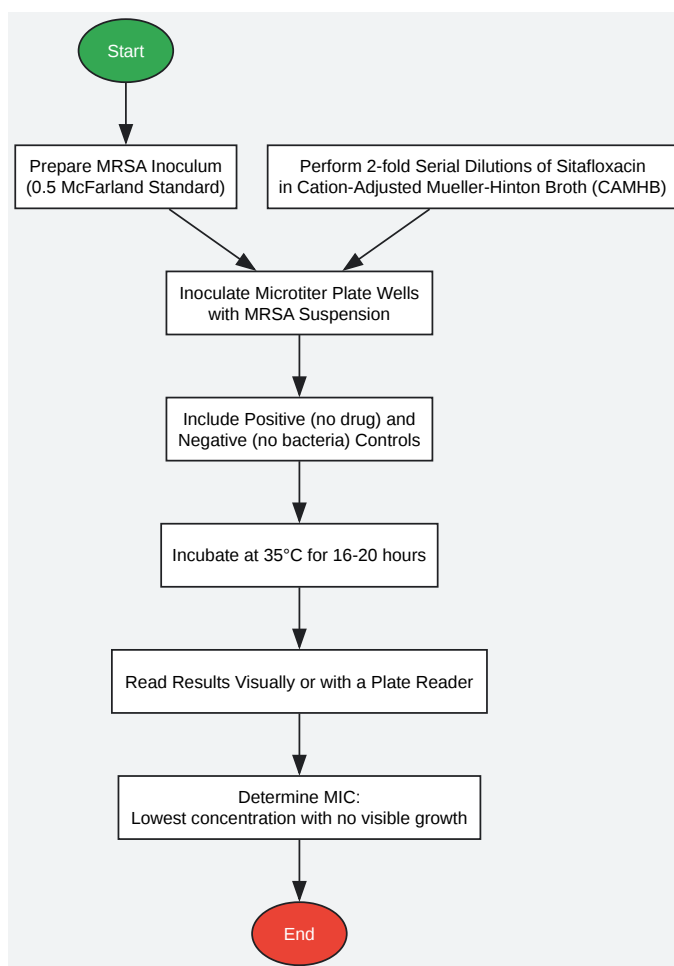 Start
Prepare MRSA Inoculum
(0.5 McFarland Standard)
Perform 2-fold Serial Dilutions of Sitafloxacin
in Cation-Adjusted Mueller-Hinton Broth (CAMHB)
Inoculate Microtiter Plate Wells
with MRSA Suspension
Include Positive (no drug) and
Negative (no bacteria) Controls
Incubate at 35°C for 16-20 hours
Read Results Visually or with a Plate Reader
Determine MIC:
Lowest concentration with no visible growth
End